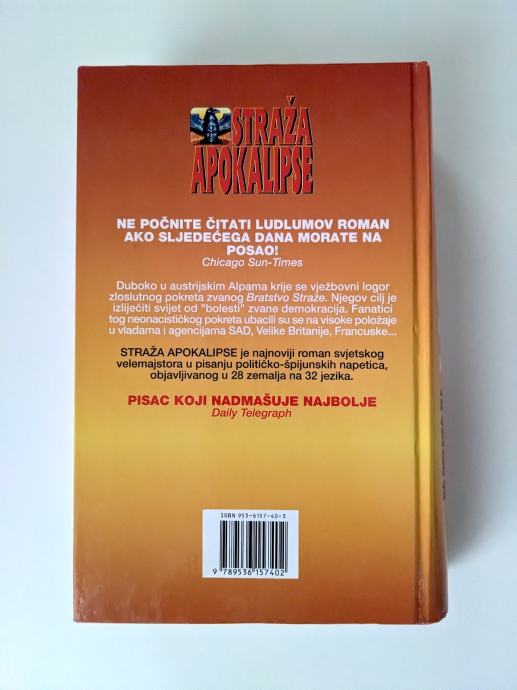 STRAŽA
APOKALIPSE
NE POČNITE ČITATI LUDLUMOV ROMAN
AKO SLJEDEĆEGA DANA MORATE NA
POSAO!
Chicago Sun-Times
Duboko u austrijskim Alpama krije se vježbovni logor
zloslutnog pokreta zvanog Bratstvo Straže. Njegov cilj je
izliječiti svijet od "bolesti" zvane demokracija. Fanatici
tog neonacističkog pokreta ubacili su se na visoke položaje
u vladama i agencijama SAD, Velike Britanije, Francuske...
STRAŽA APOKALIPSE je najnoviji roman svjetskog
velemajstora u pisanju političko-špijunskih napetica,
objavljivanog u 28 zemalja na 32 jezika.
PISAC KOJI NADMAŠUJE NAJBOLJE
Daily Telegraph
ISBN 953-6157-40-3
9 789536 157402